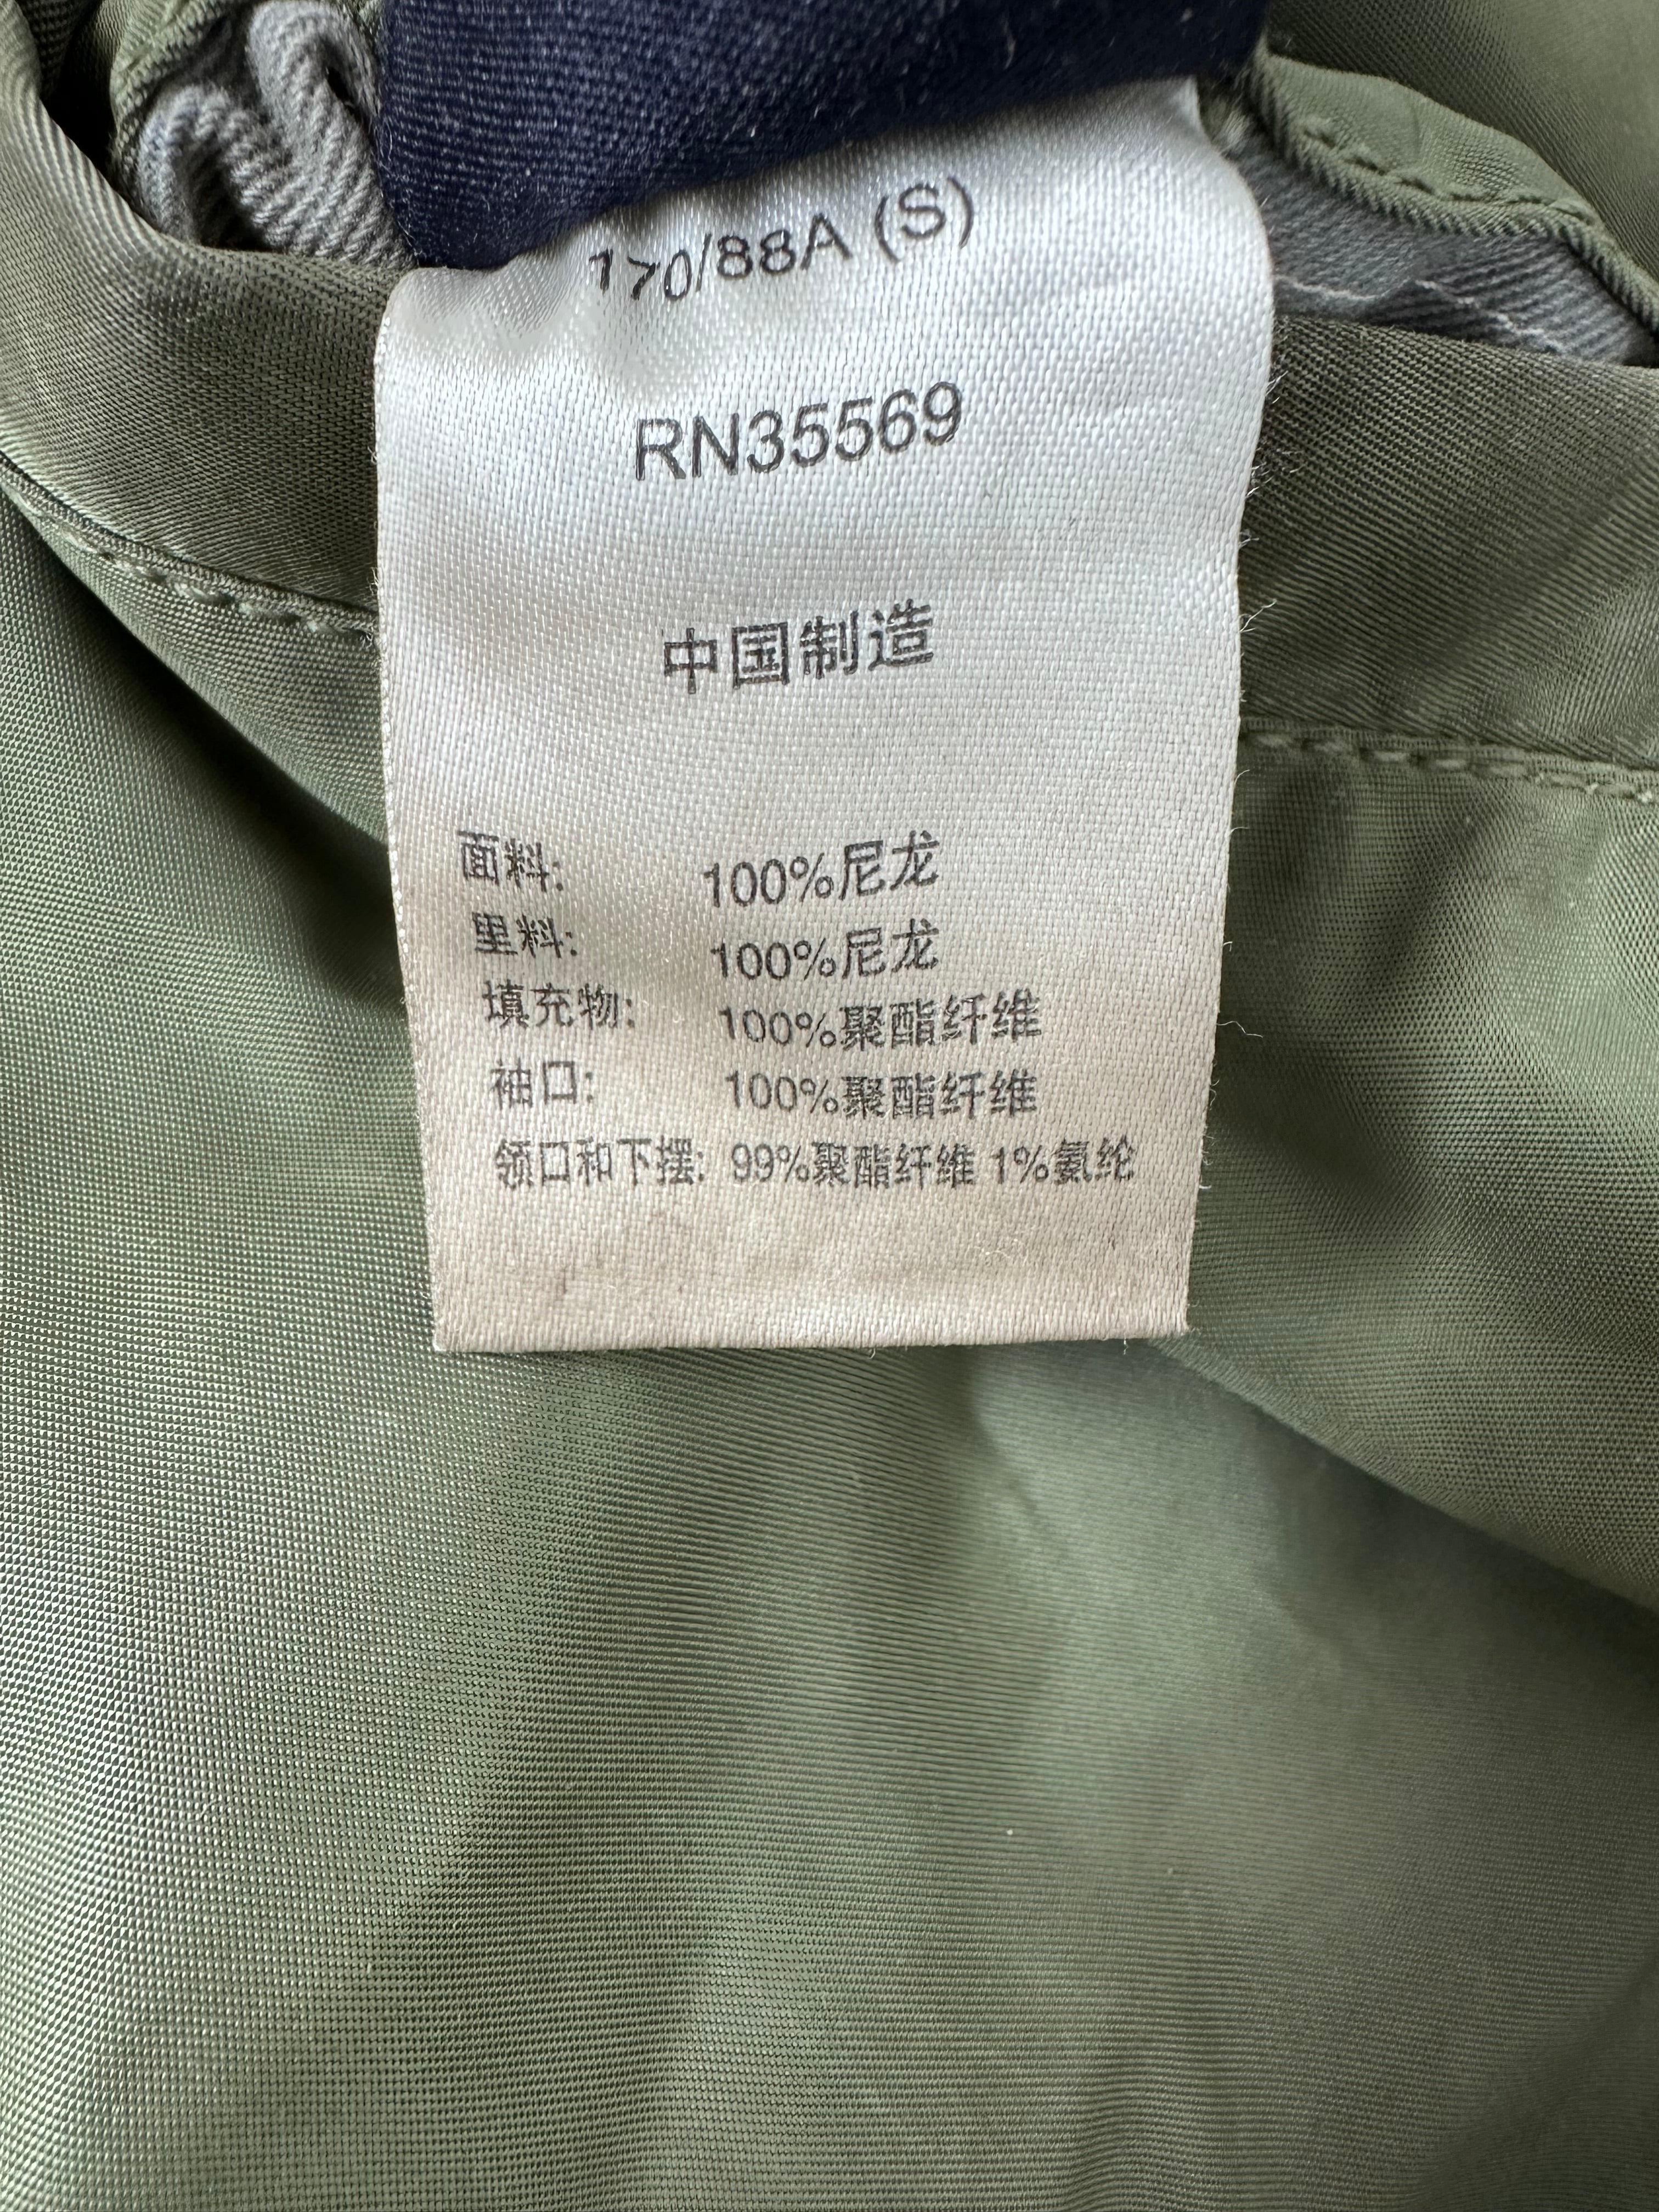 170/88A (S)
RN35569
中国制造
面料: 100%尼龙
里料: 100%尼龙
填充物: 100%聚酯纤维
袖口: 100%聚酯纤维
领口和下摆: 99%聚酯纤维 1%氨纶